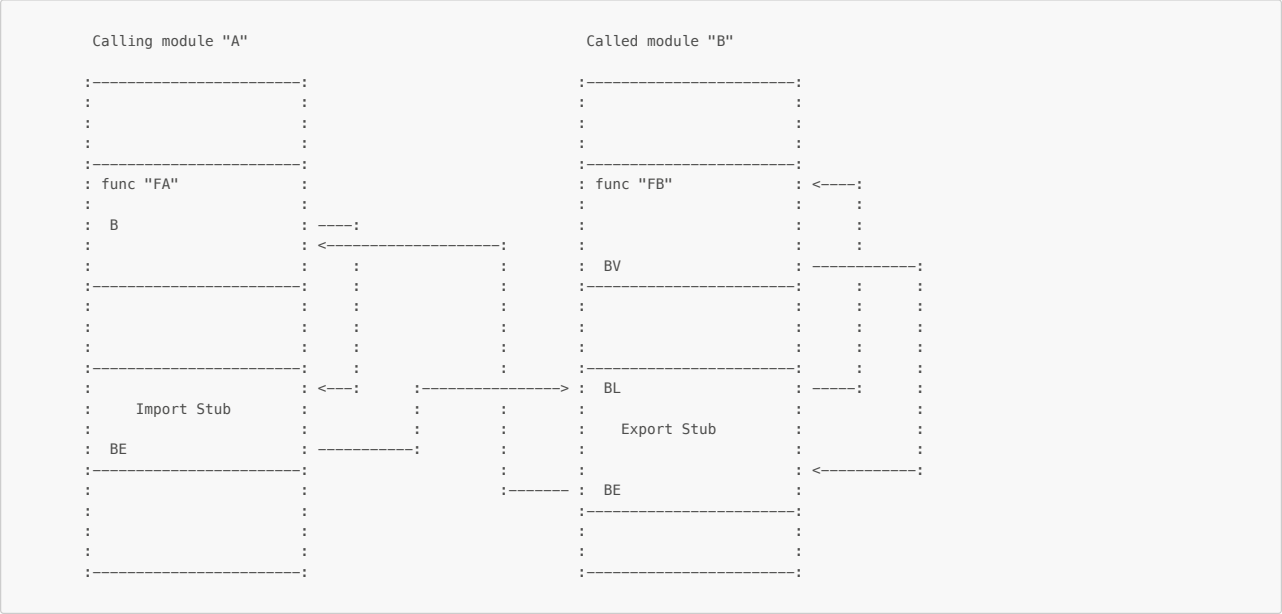 Calling module "A" Called module "B"
:-----------------------: :-----------------------:
: : : :
: : : :
: : : :
:-----------------------: :-----------------------:
: func "FA" : : func "FB" : <----:
: : : : :
: B : ----: : : :
: : <-------------------: : : :
: : : : : BV : ------------:
:-----------------------: : : :-----------------------: : :
: : : : : : : :
: : : : : : : :
: : : : : : : :
:-----------------------: : : :-----------------------: : :
: : <---: :----------------> : BL : -----: :
: Import Stub : : : : : :
: : : : : Export Stub : :
: BE : -----------: : : : :
:-----------------------: : : : <-----------:
: : :------- : BE :
: : :-----------------------:
: : : :
: : : :
:-----------------------: :-----------------------: